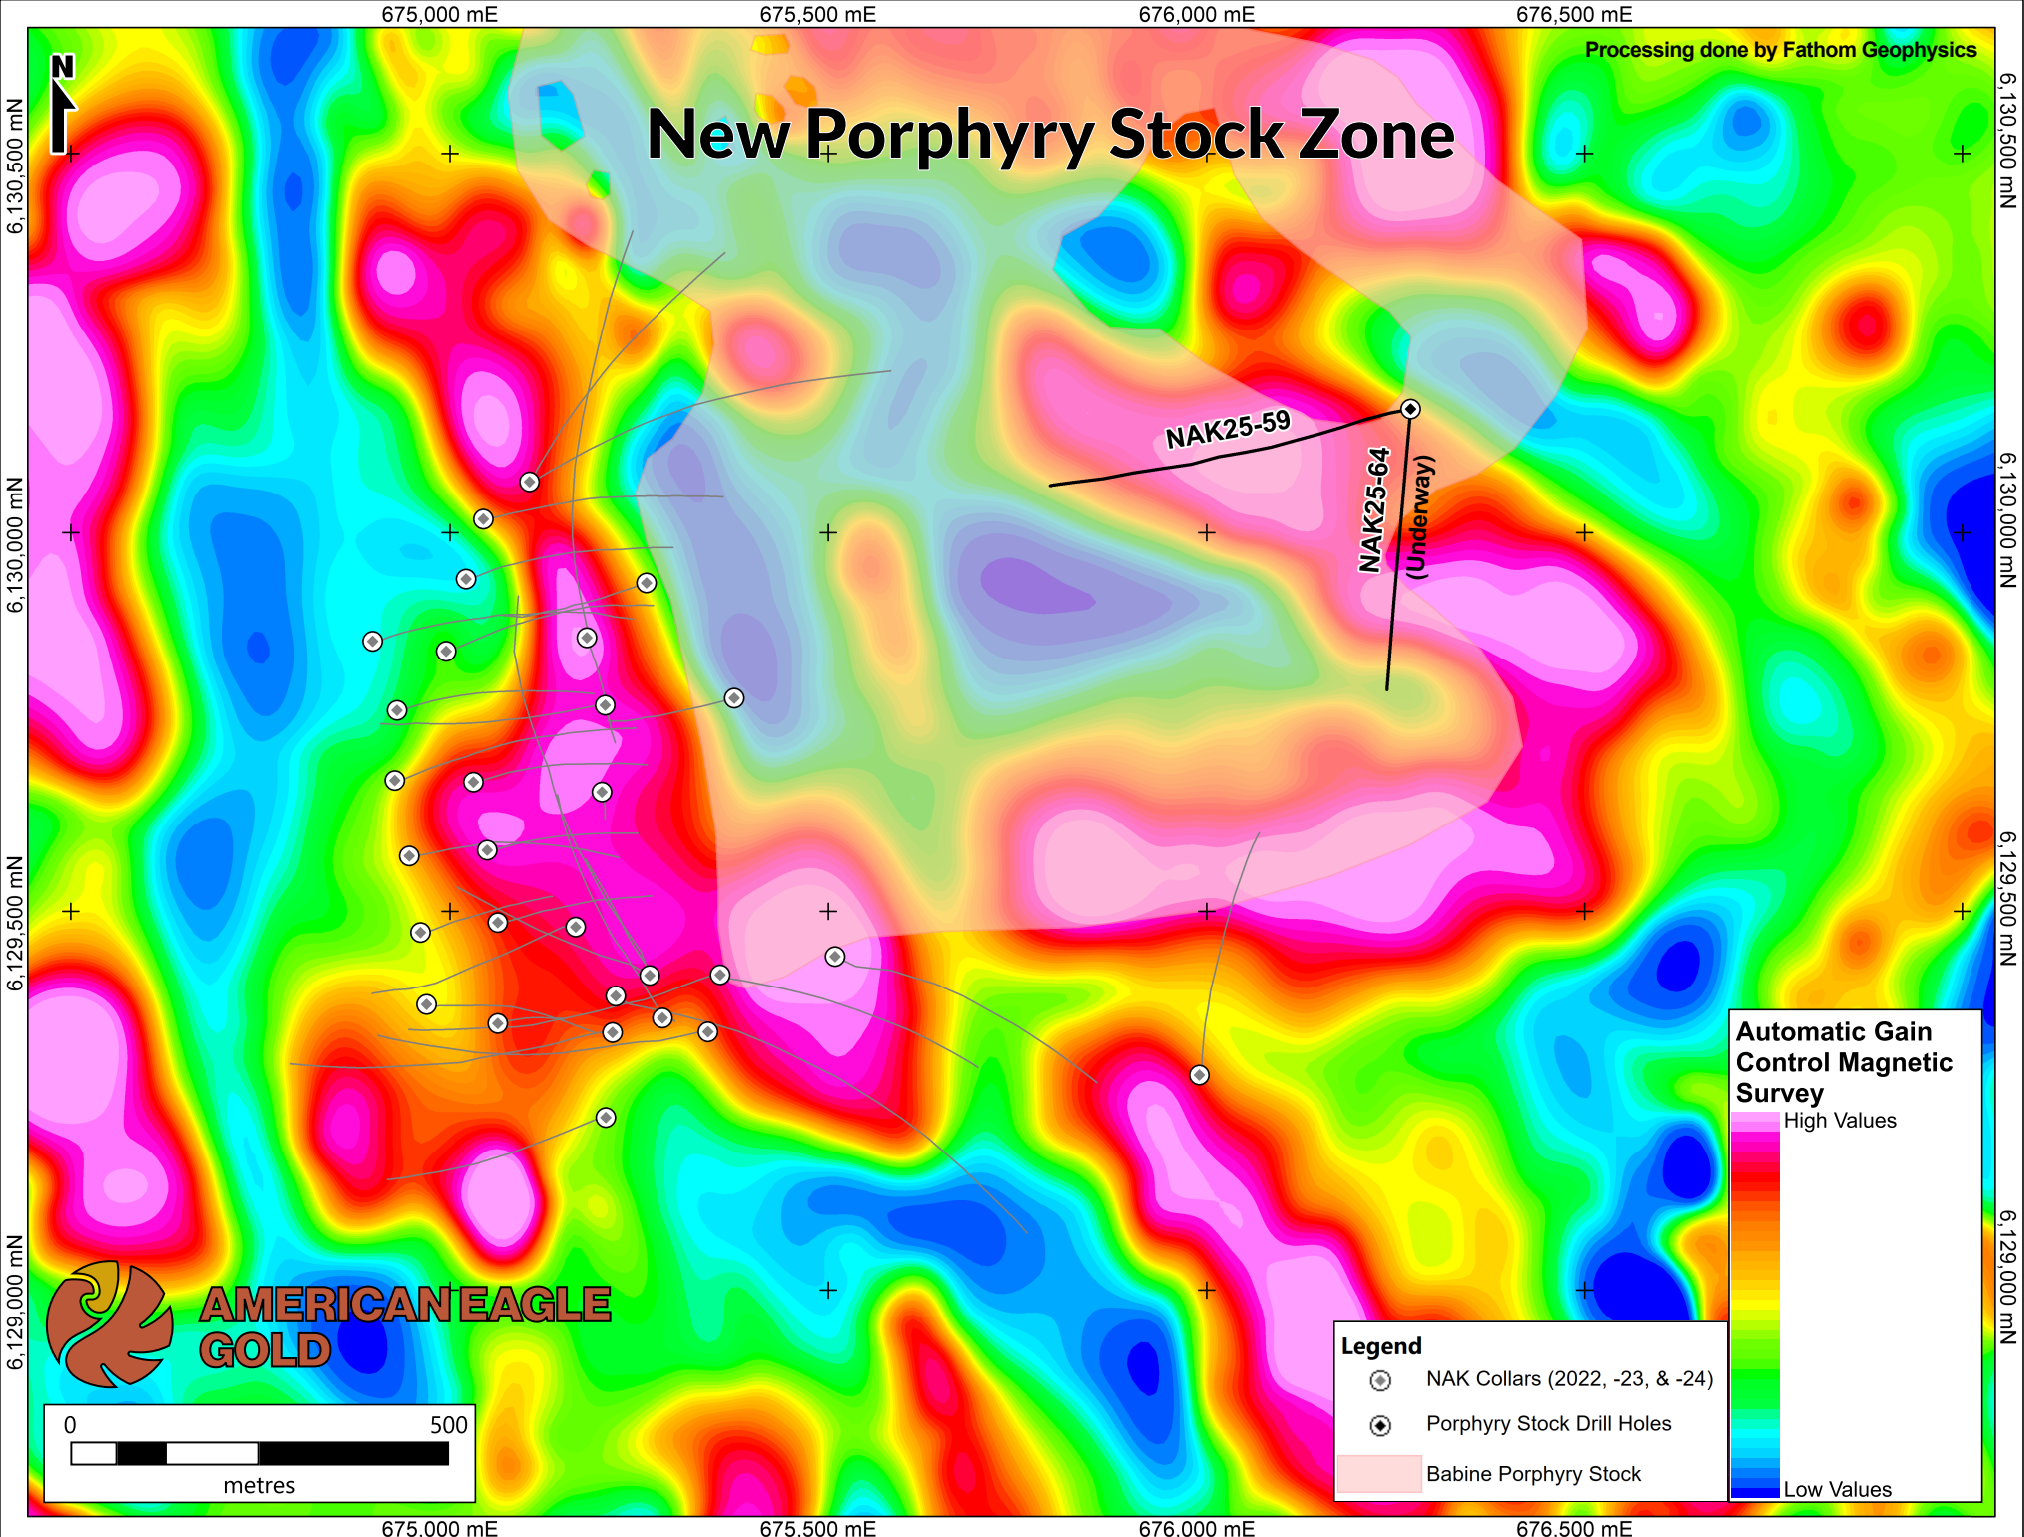 675,000 mE
675,500 mE
676,000 mE
676,500 mE
Processing done by Fathom Geophysics
N
New Porphyry Stock Zone
6,130,500 mN
6,130,500 mN
NAK25-59
NAK25-64
(Underway)
6,130,000 mN
6,130,000 mN
6,129,500 mN
6,129,500 mN
6,129,000 mN
6,129,000 mN
AMERICAN EAGLE
GOLD
0 500
metres
Legend
NAK Collars (2022, -23, & -24)
Porphyry Stock Drill Holes
Babine Porphyry Stock
Automatic Gain
Control Magnetic
Survey
High Values
Low Values
675,000 mE
675,500 mE
676,000 mE
676,500 mE